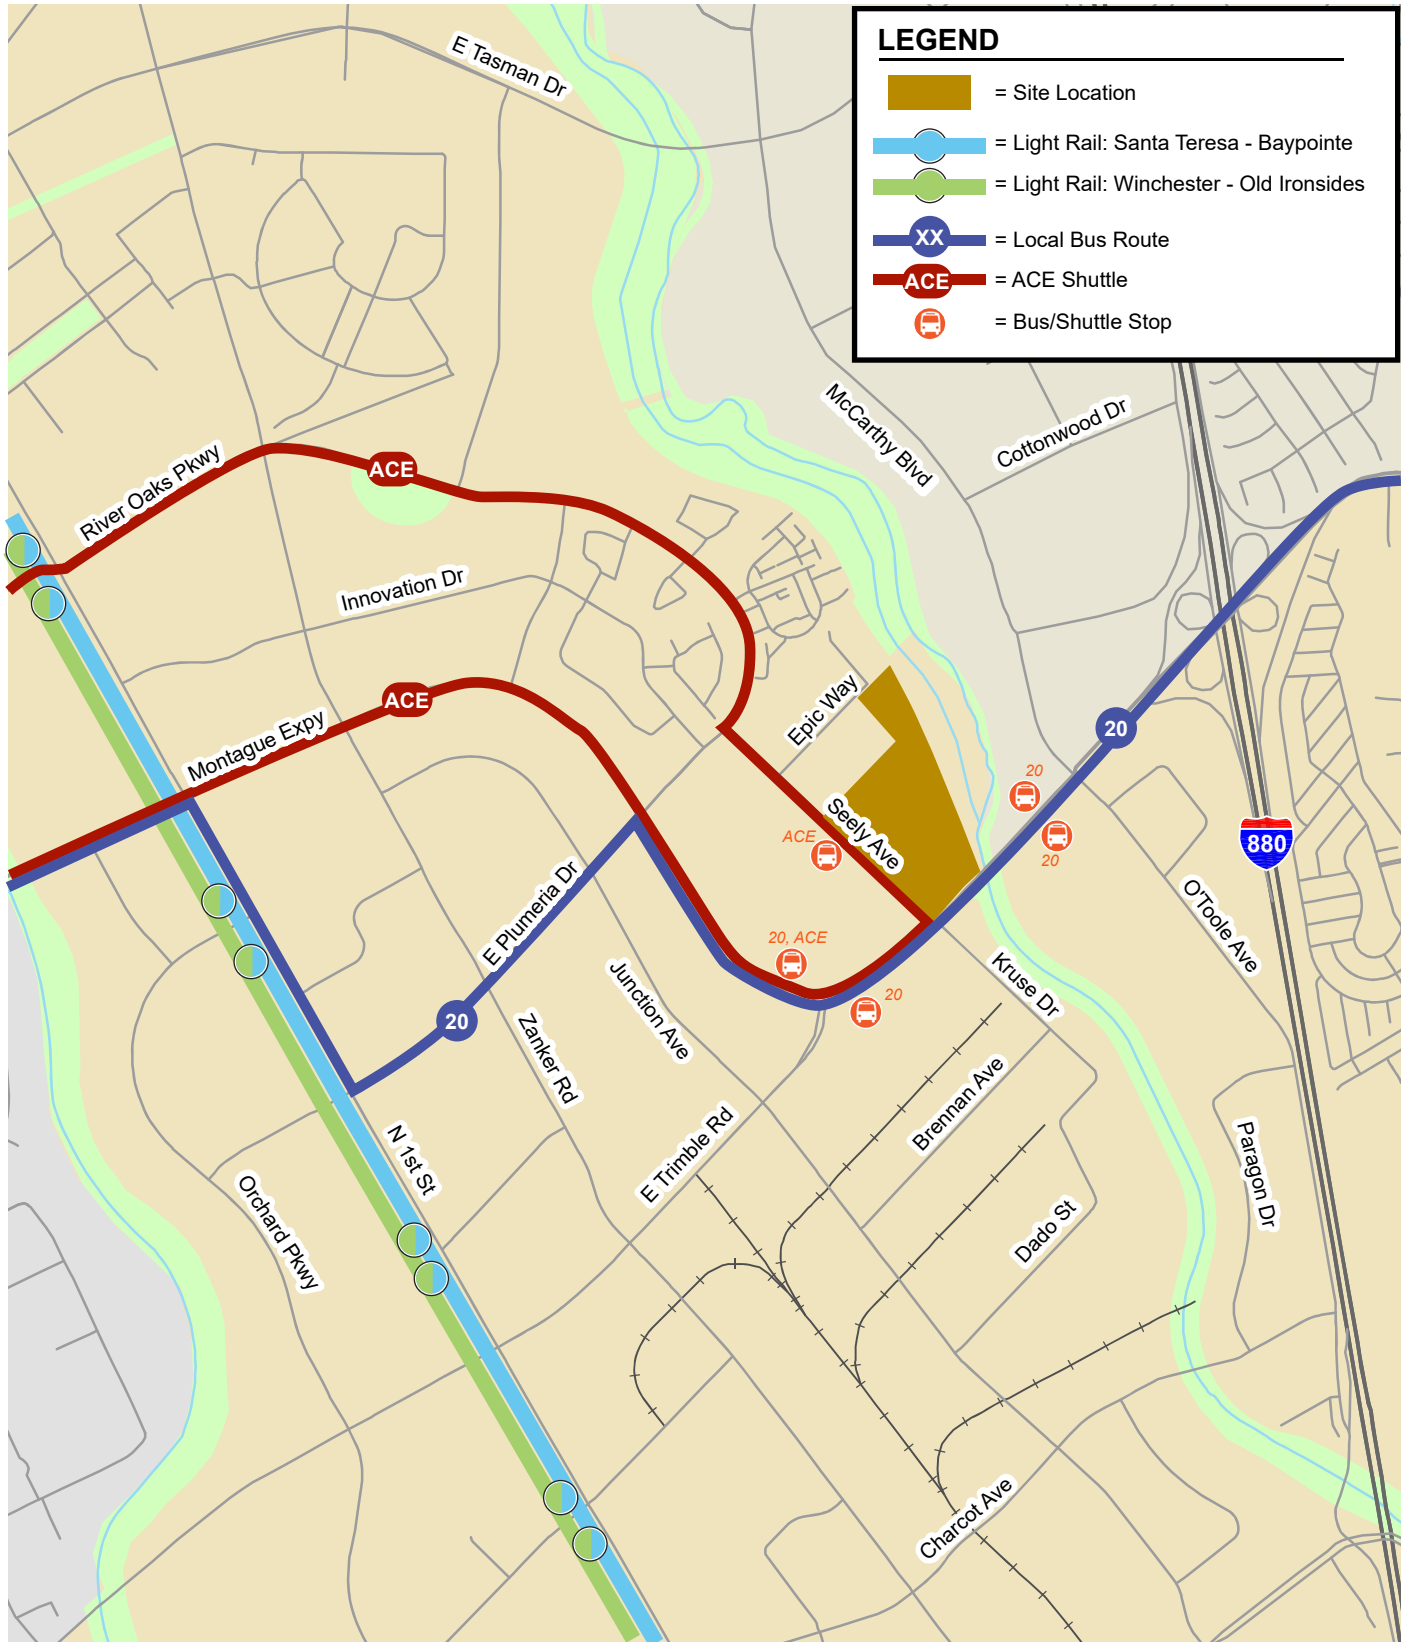 LEGEND
= Site Location
= Light Rail: Santa Teresa - Baypointe
= Light Rail: Winchester - Old Ironsides
XX
= Local Bus Route
ACE
= ACE Shuttle
= Bus/Shuttle Stop
E Tasman Dr
McCarthy Blvd
Cottonwood Dr
River Oaks Pkwy
ACE
Innovation Dr
ACE
Montague Expy
Epic Way
20
20
20
Seely Ave
ACE
880
O'Toole Ave
E Plumeria Dr
20, ACE
20
Kruse Dr
20
Junction Ave
Zanker Rd
Brennan Ave
E Trimble Rd
N 1st St
Paragon Dr
Orchard Pkwy
Dado St
Charcot Ave